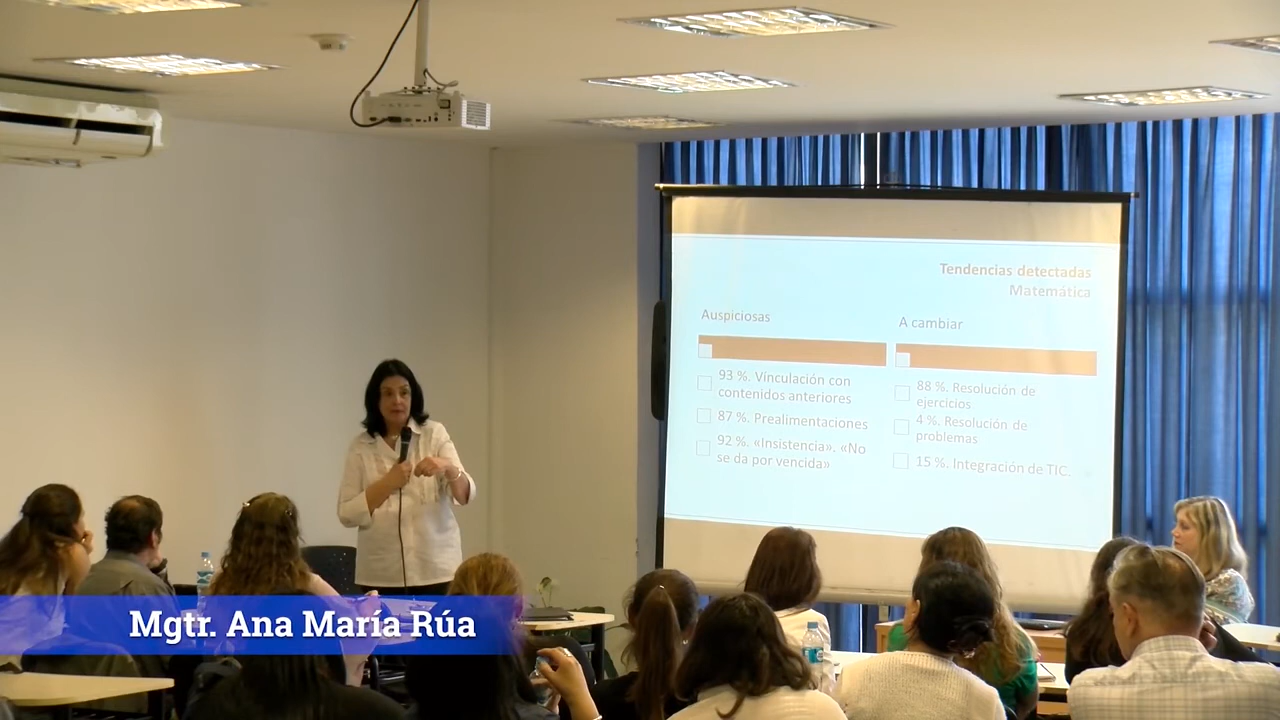 Tendencias detectadas
Matemática
Auspiciosas
93 %. Vinculación con
contenidos anteriores
87 %. Prealimentaciones
92 %. «Insistencia». «No
se da por vencida»
A cambiar
88 %. Resolución de
ejercicios
4 %. Resolución de
problemas
15 %. Integración de TIC.
Mgtr. Ana María Rúa